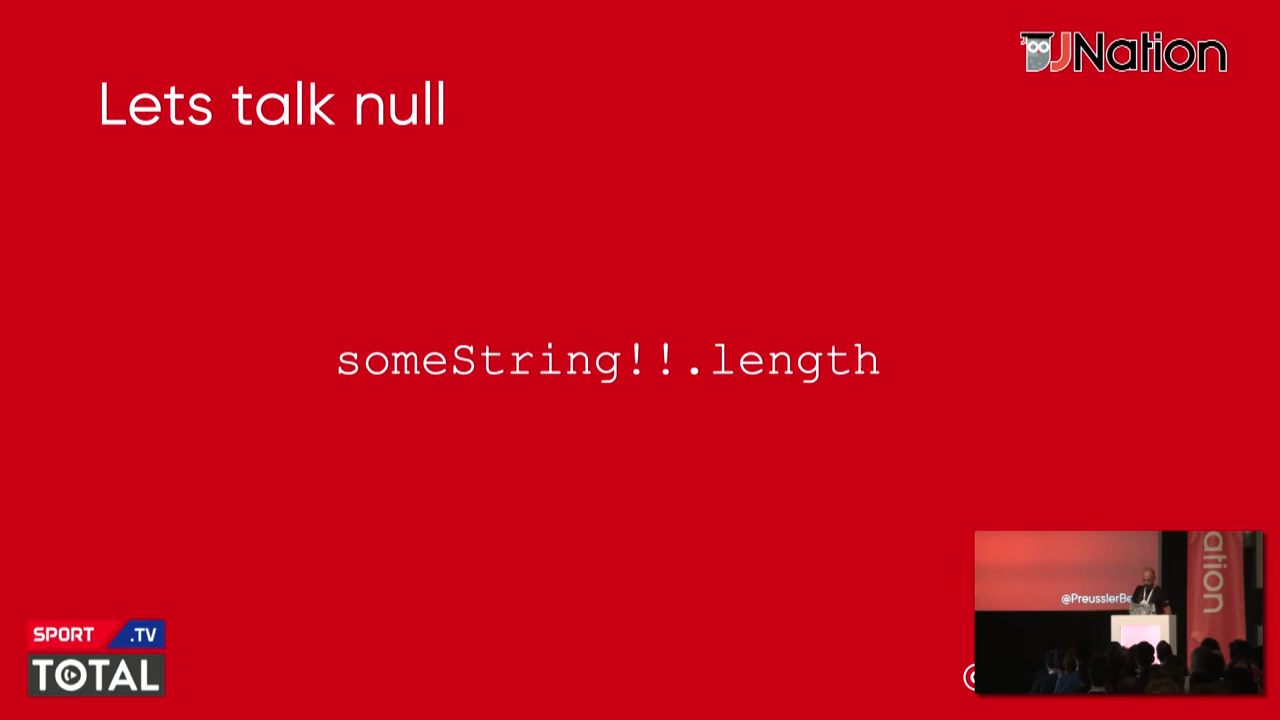 JNation
Lets talk null
someString!!.length
SPORT .TV
TOTAL
ation
@PreusslerBe